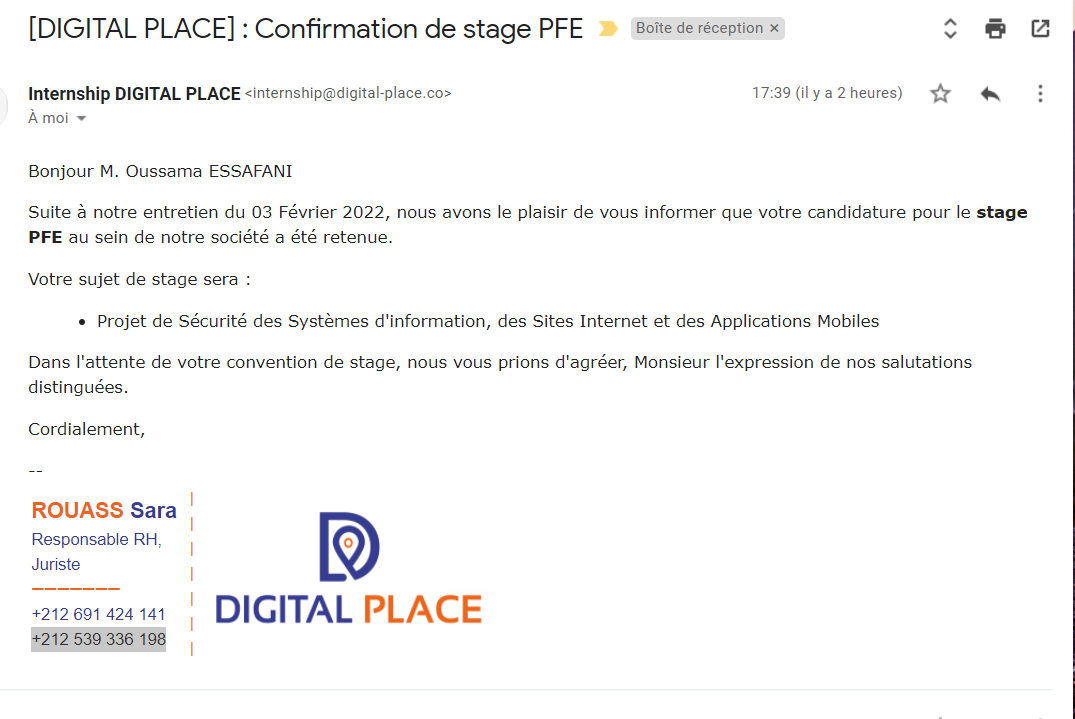 [DIGITAL PLACE] : Confirmation de stage PFE
Boîte de réception ×
Internship DIGITAL PLACE <internship@digital-place.co>
17:39 (il y a 2 heures)
À moi
Bonjour M. Oussama ESSAFANI
Suite à notre entretien du 03 Février 2022, nous avons le plaisir de vous informer que votre candidature pour le stage
PFE au sein de notre société a été retenue.
Votre sujet de stage sera :
• Projet de Sécurité des Systèmes d'information, des Sites Internet et des Applications Mobiles
Dans l'attente de votre convention de stage, nous vous prions d'agréer, Monsieur l'expression de nos salutations
distinguées.
Cordialement,
--
ROUASS Sara
Responsable RH,
Juriste
_______
+212 691 424 141
+212 539 336 198
DIGITAL PLACE